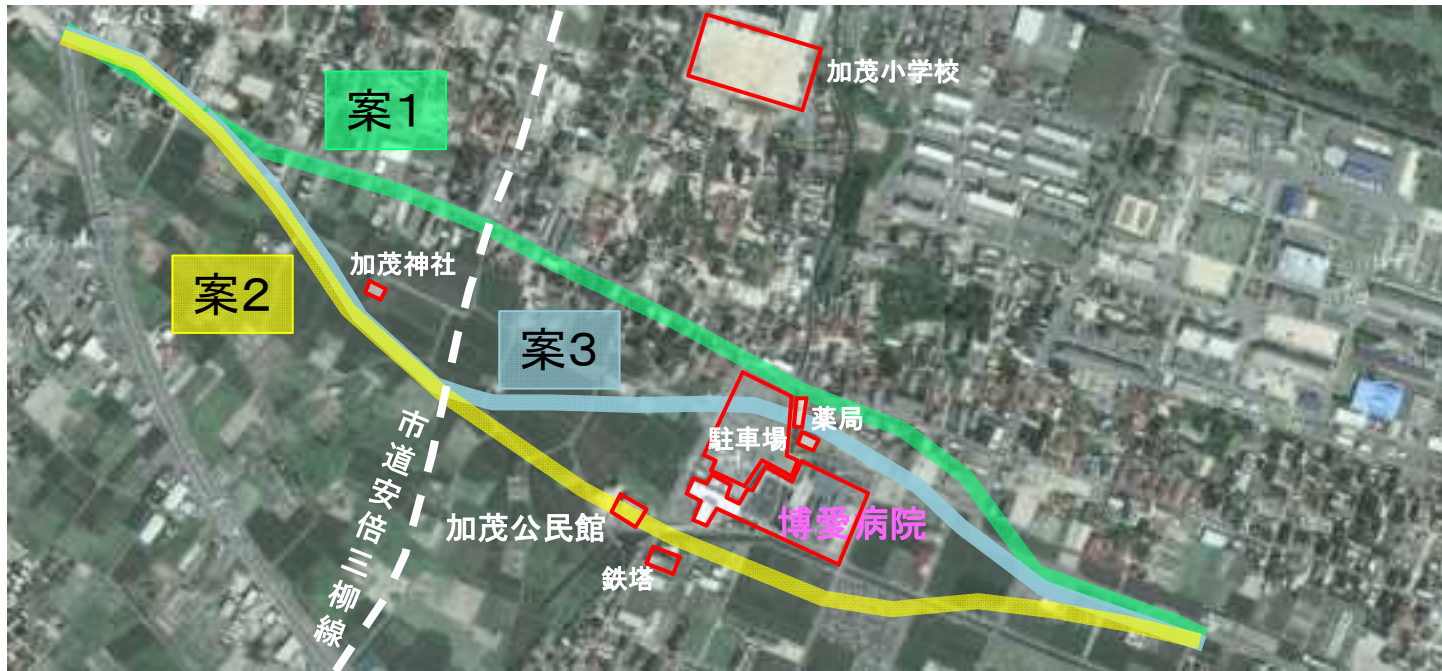 加茂小学校
案1
加茂神社
案2
案3
薬局
駐車場
市道安倍三柳線
加茂公民館
博愛病院
鉄塔